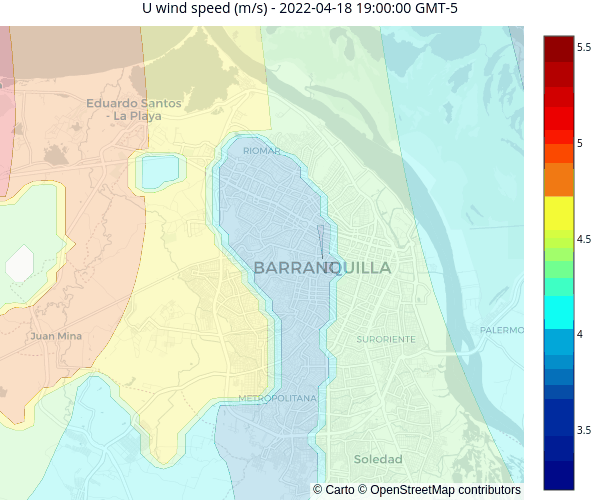 U wind speed (m/s) - 2022-04-18 19:00:00 GMT-5
5.5
Eduardo Santos
- La Playa
5
RIOMAR
4.5
BARRANQUILLA
Juan Mina
SURORIENTE
PALERMO
4
METROPOLITANA
3.5
Soledad
© Carto © OpenStreetMap contributors